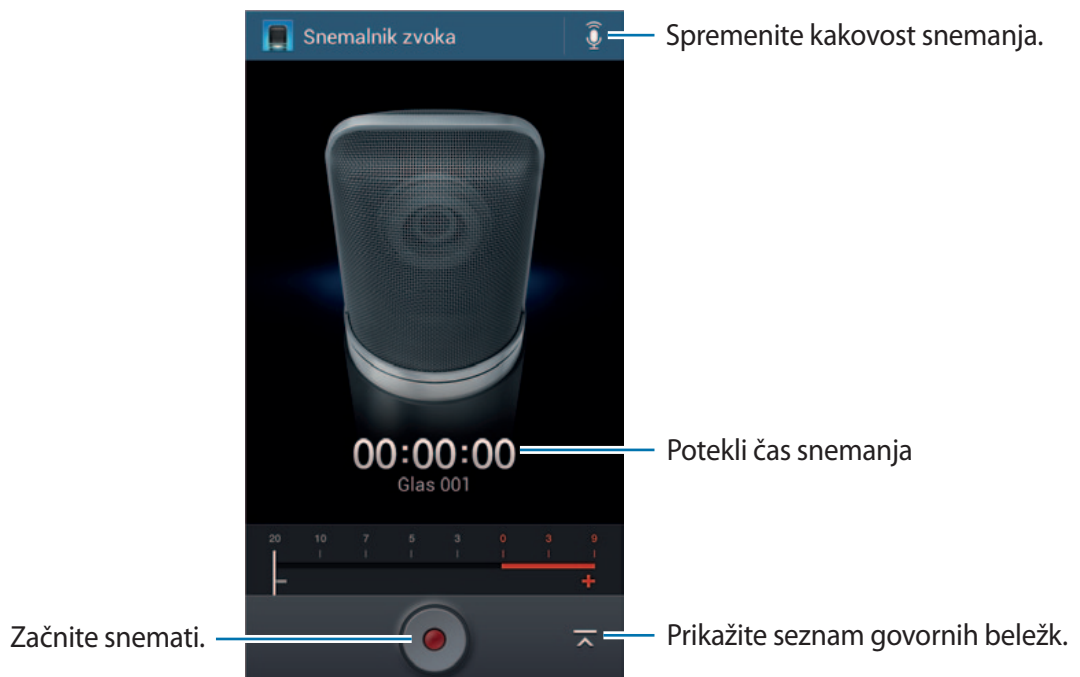 Snemalnik zvoka
Spremenite kakovost snemanja.
00:00:00
Potekli čas snemanja
Glas 001
20 10 7 5 3 0 3 9
- +
Začnite snemati.
Prikažite seznam govornih beležk.